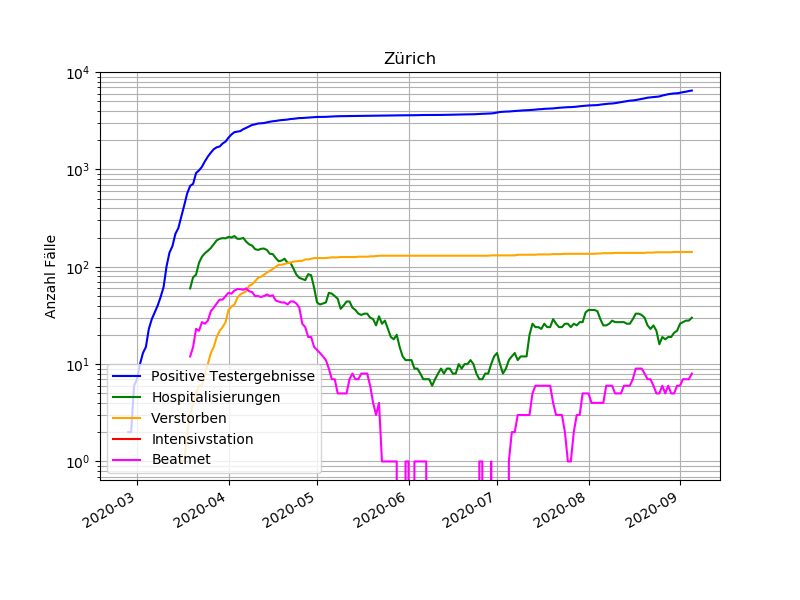 Zürich
Anzahl Fälle
10^4
10^3
10^2
10^1
10^0
Positive Testergebnisse
Hospitalisierungen
Verstorben
Intensivstation
Beatmet
2020-03
2020-04
2020-05
2020-06
2020-07
2020-08
2020-09